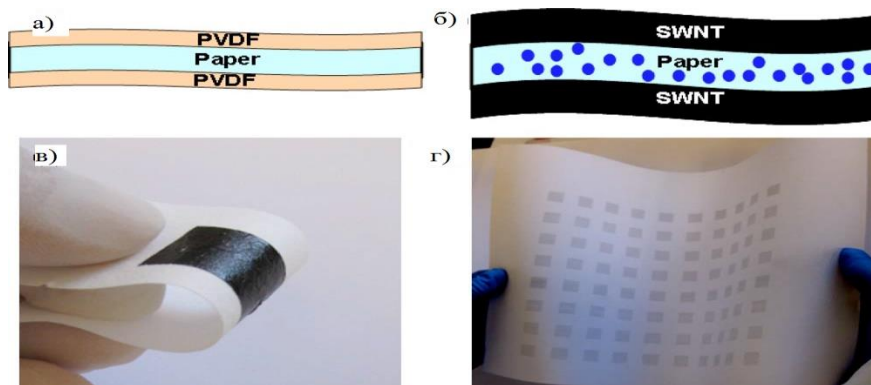 а)
PVDF
Paper
PVDF
б)
SWNT
Paper
SWNT
в)
г)